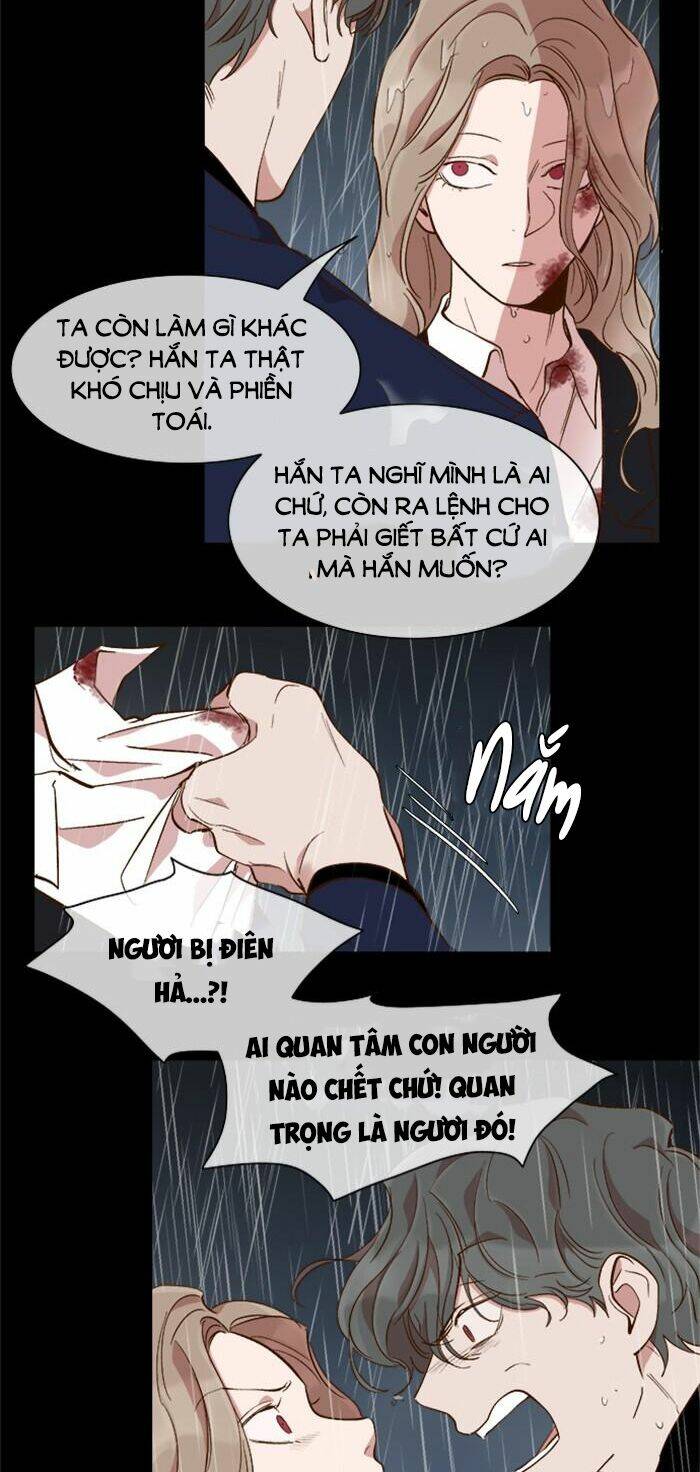 TA CÒN LÀM GÌ KHÁC
ĐƯỢC? HẮN TA THẬT
KHÓ CHỊU VÀ PHIỀN
TOÁI.
HẮN TA NGHĨ MÌNH LÀ AI
CHỨ, CÒN RA LỆNH CHO
TA PHẢI GIẾT BẤT CỨ AI
MÀ HẮN MUỐN?
Nắm
NGƯƠI BỊ ĐIÊN
HẢ...?!
AI QUAN TÂM CON NGƯỜI
NÀO CHẾT CHỨ! QUAN
TRỌNG LÀ NGƯƠI ĐÓ!